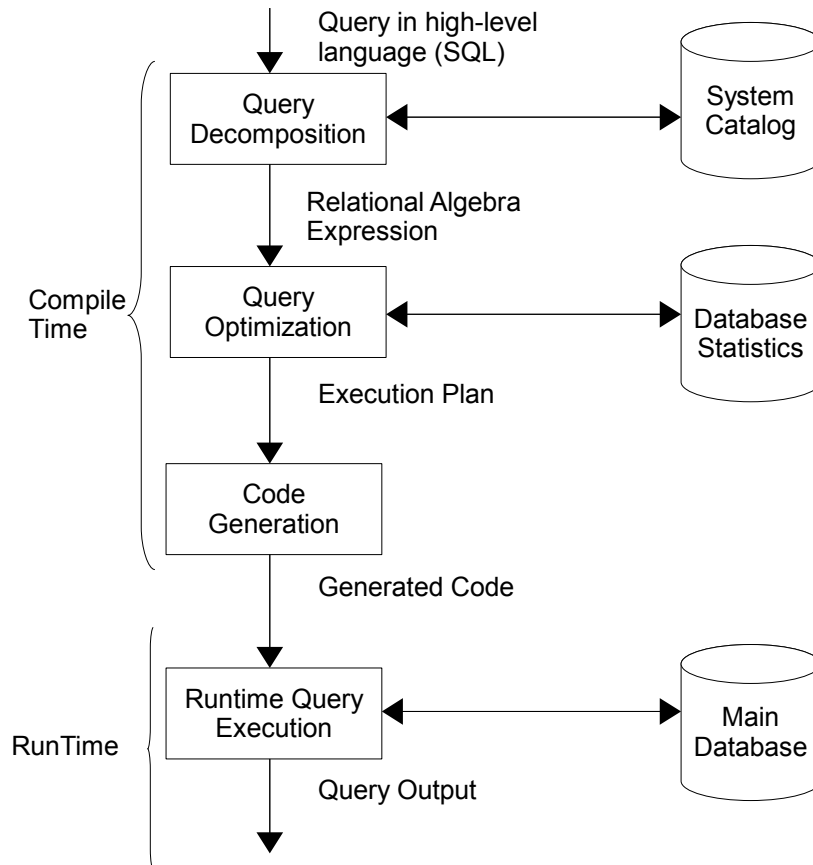 Query in high-level
language (SQL)
Query
Decomposition
System
Catalog
Relational Algebra
Expression
Compile
Time
Query
Optimization
Database
Statistics
Execution Plan
Code
Generation
Generated Code
RunTime
Runtime Query
Execution
Main
Database
Query Output